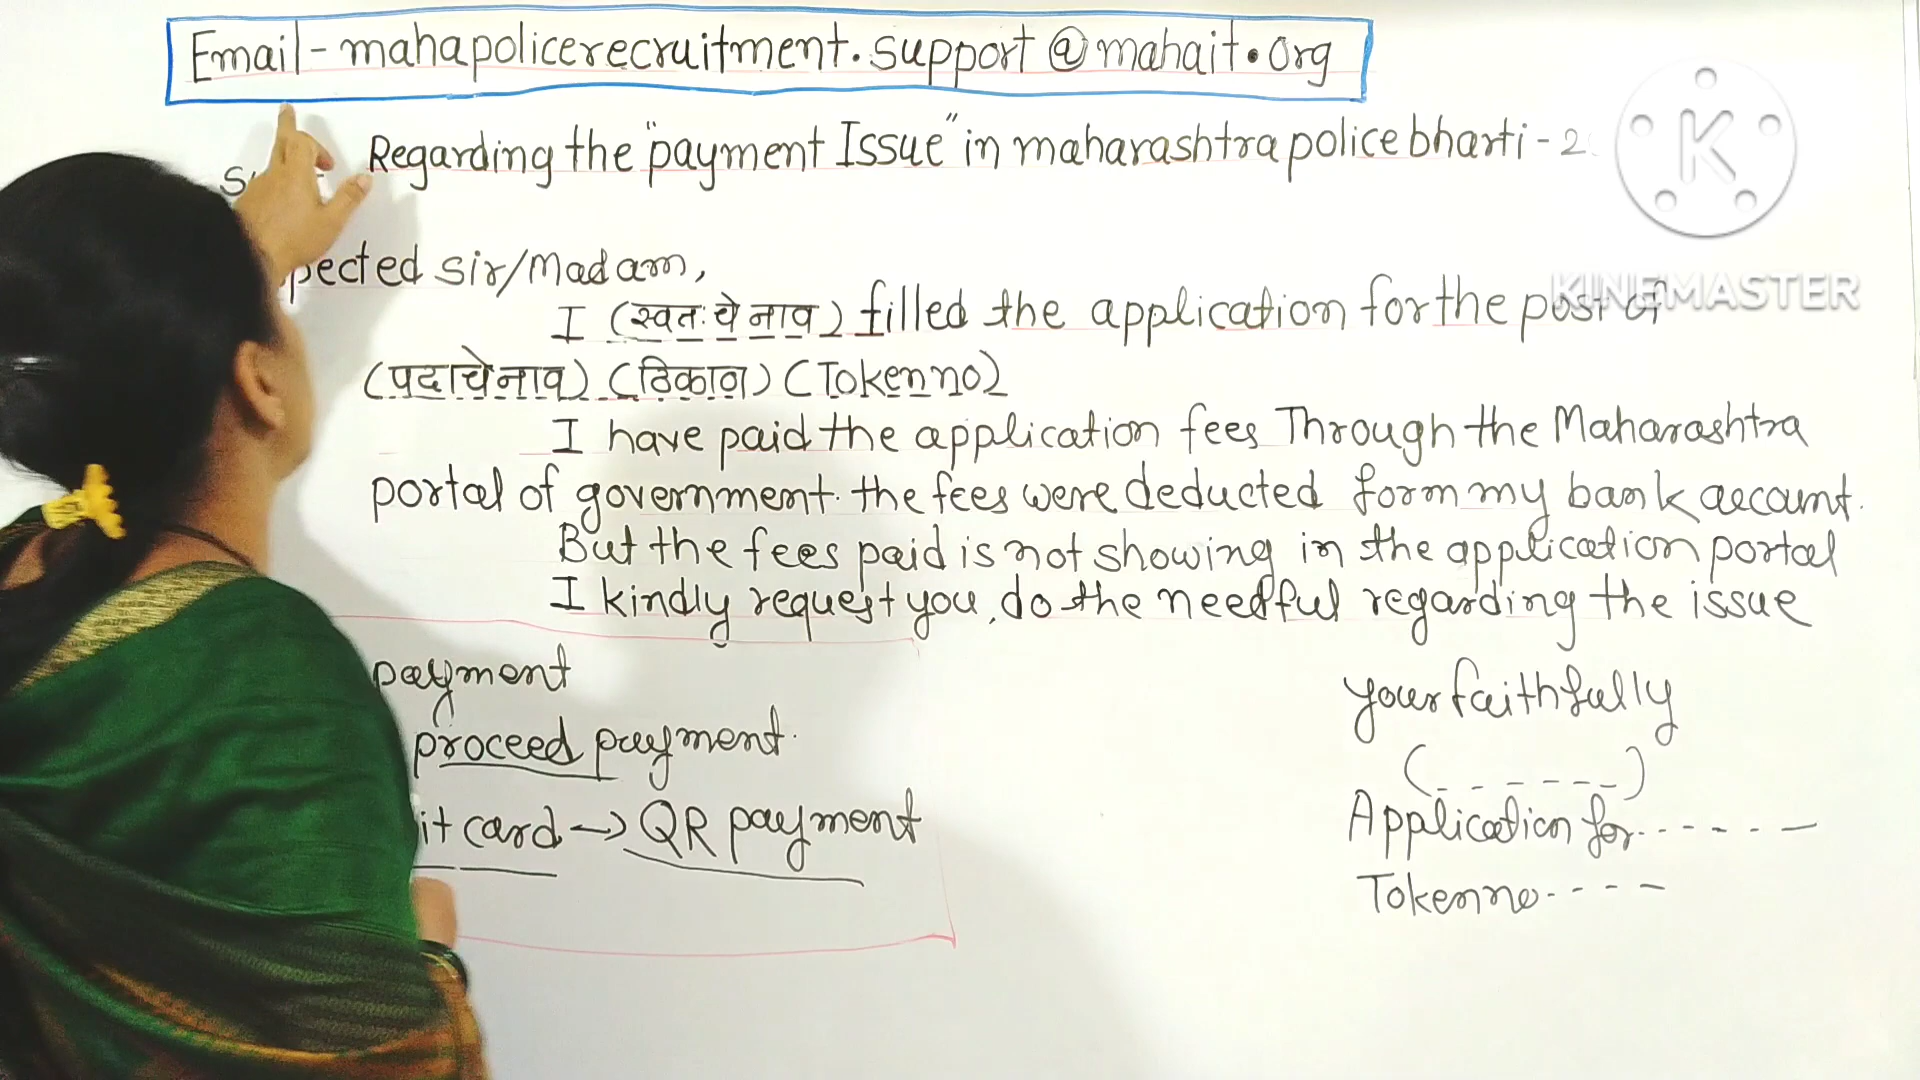 Email - mahapolicerecruitment.support@mahait.org
Regarding the "payment Issue" in maharashtra police bharti - 2
pected sir/Madam,
I (स्वतःचे नाव) filled the application for the post of
(पदाचे नाव) (ठिकाण) (Token no)
I have paid the application fees Through the Maharashtra
portal of government. the fees were deducted form my bank account.
But the fees paid is not showing in the application portal
I kindly request you, do the needful regarding the issue
payment
proceed payment.
it card → QR payment
your faithfully
(_ _ _ _ _ _)
Application for - - - - - -
Token no - - - -
K
KINEMASTER